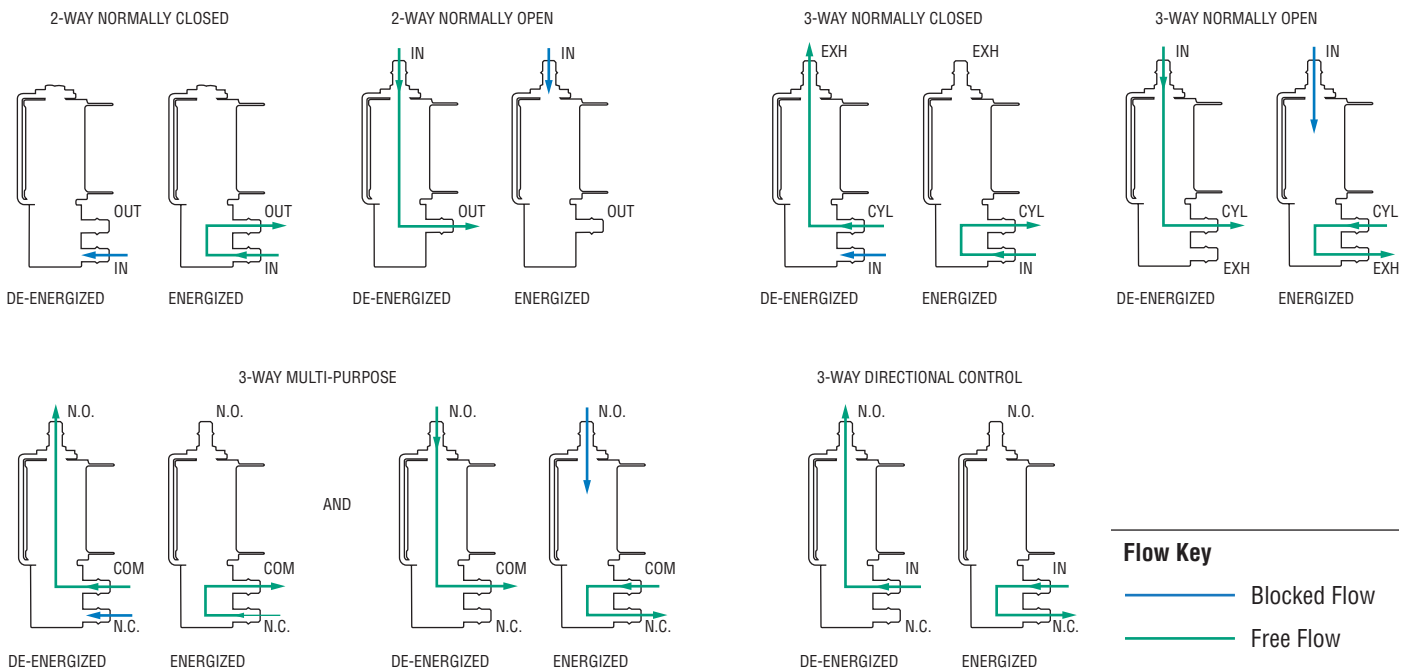 2-WAY NORMALLY CLOSED
2-WAY NORMALLY OPEN
3-WAY NORMALLY CLOSED
3-WAY NORMALLY OPEN
OUT
IN
DE-ENERGIZED
OUT
IN
ENERGIZED
IN
OUT
DE-ENERGIZED
IN
OUT
ENERGIZED
EXH
CYL
IN
DE-ENERGIZED
EXH
CYL
IN
ENERGIZED
IN
CYL
EXH
DE-ENERGIZED
IN
CYL
EXH
ENERGIZED
3-WAY MULTI-PURPOSE
3-WAY DIRECTIONAL CONTROL
N.O.
COM
N.C.
DE-ENERGIZED
N.O.
COM
N.C.
ENERGIZED
AND
N.O.
COM
N.C.
DE-ENERGIZED
N.O.
COM
N.C.
ENERGIZED
N.O.
IN
N.C.
DE-ENERGIZED
N.O.
IN
N.C.
ENERGIZED
Flow Key
Blocked Flow
Free Flow